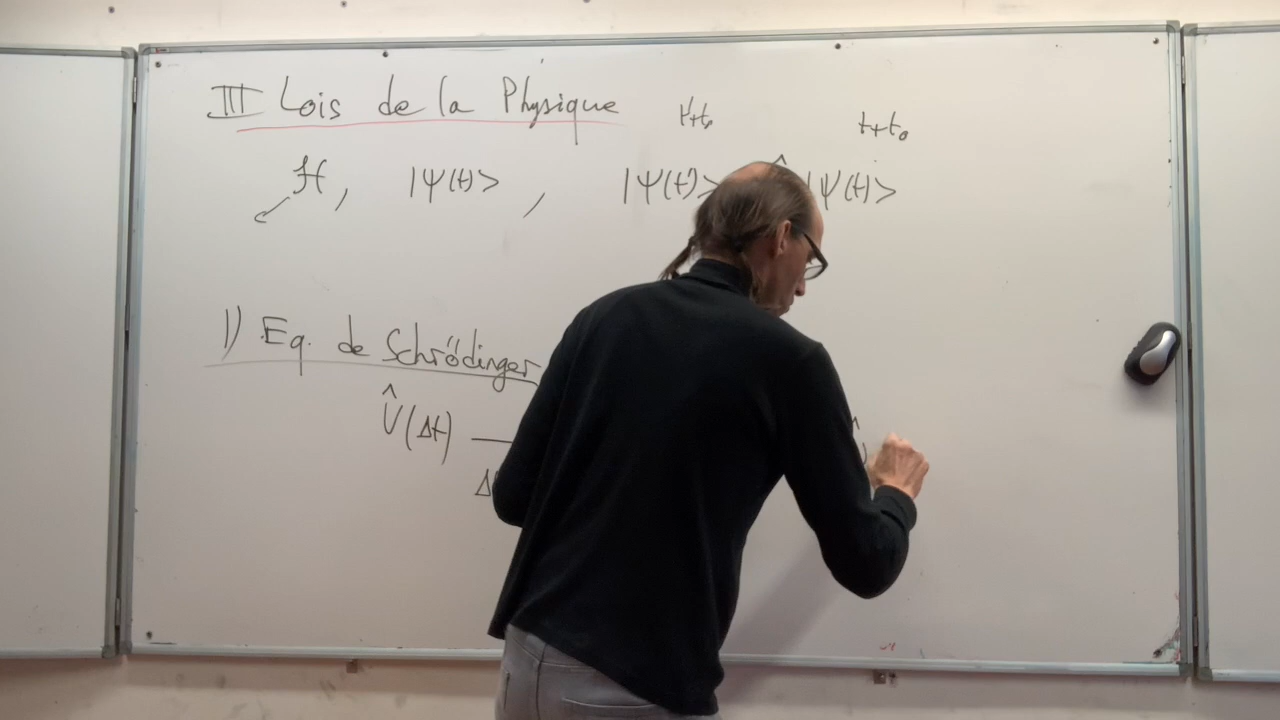 III Lois de la Physique
t'+t₀ t+t₀
ℋ, |Ψ(t)>, |Ψ(t')> |Ψ(t)>
1) Eq. de Schrödinger
Û(Δt) —
Δ